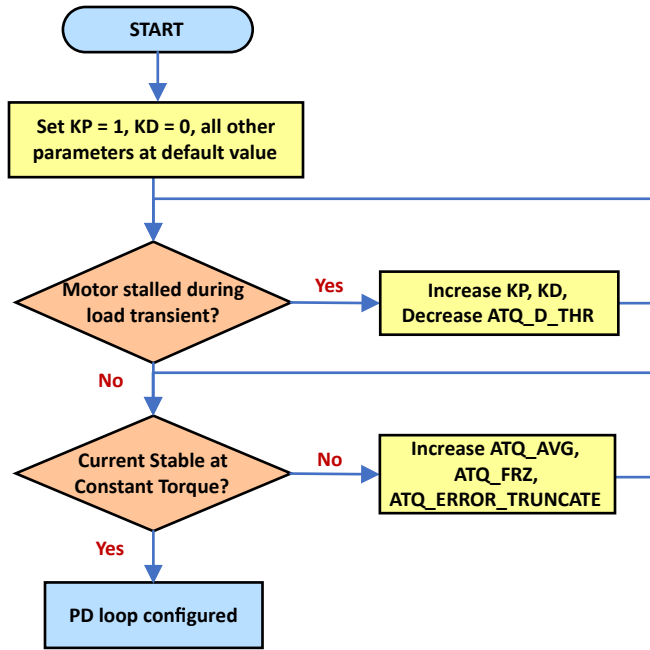 START
Set KP = 1, KD = 0, all other
parameters at default value
Motor stalled during
load transient?
Yes
Increase KP, KD,
Decrease ATQ_D_THR
No
Current Stable at
Constant Torque?
No
Increase ATQ_AVG,
ATQ_FRZ,
ATQ_ERROR_TRUNCATE
Yes
PD loop configured